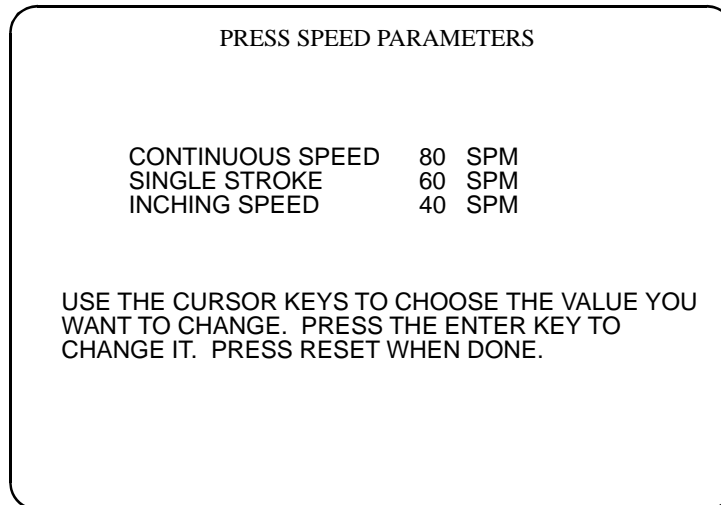 PRESS SPEED PARAMETERS
CONTINUOUS SPEED 80 SPM
SINGLE STROKE 60 SPM
INCHING SPEED 40 SPM
USE THE CURSOR KEYS TO CHOOSE THE VALUE YOU
WANT TO CHANGE. PRESS THE ENTER KEY TO
CHANGE IT. PRESS RESET WHEN DONE.